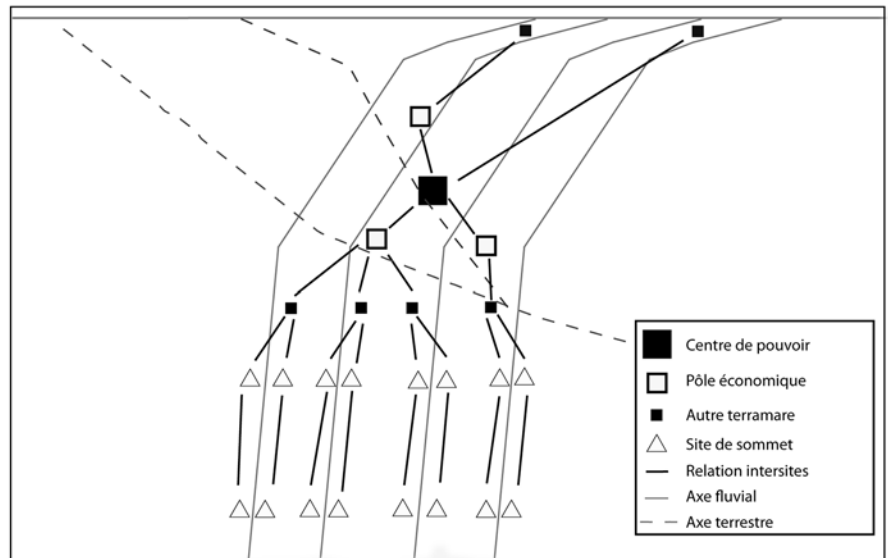 Centre de pouvoir
Pôle économique
Autre terramare
Site de sommet
Relation intersites
Axe fluvial
Axe terrestre